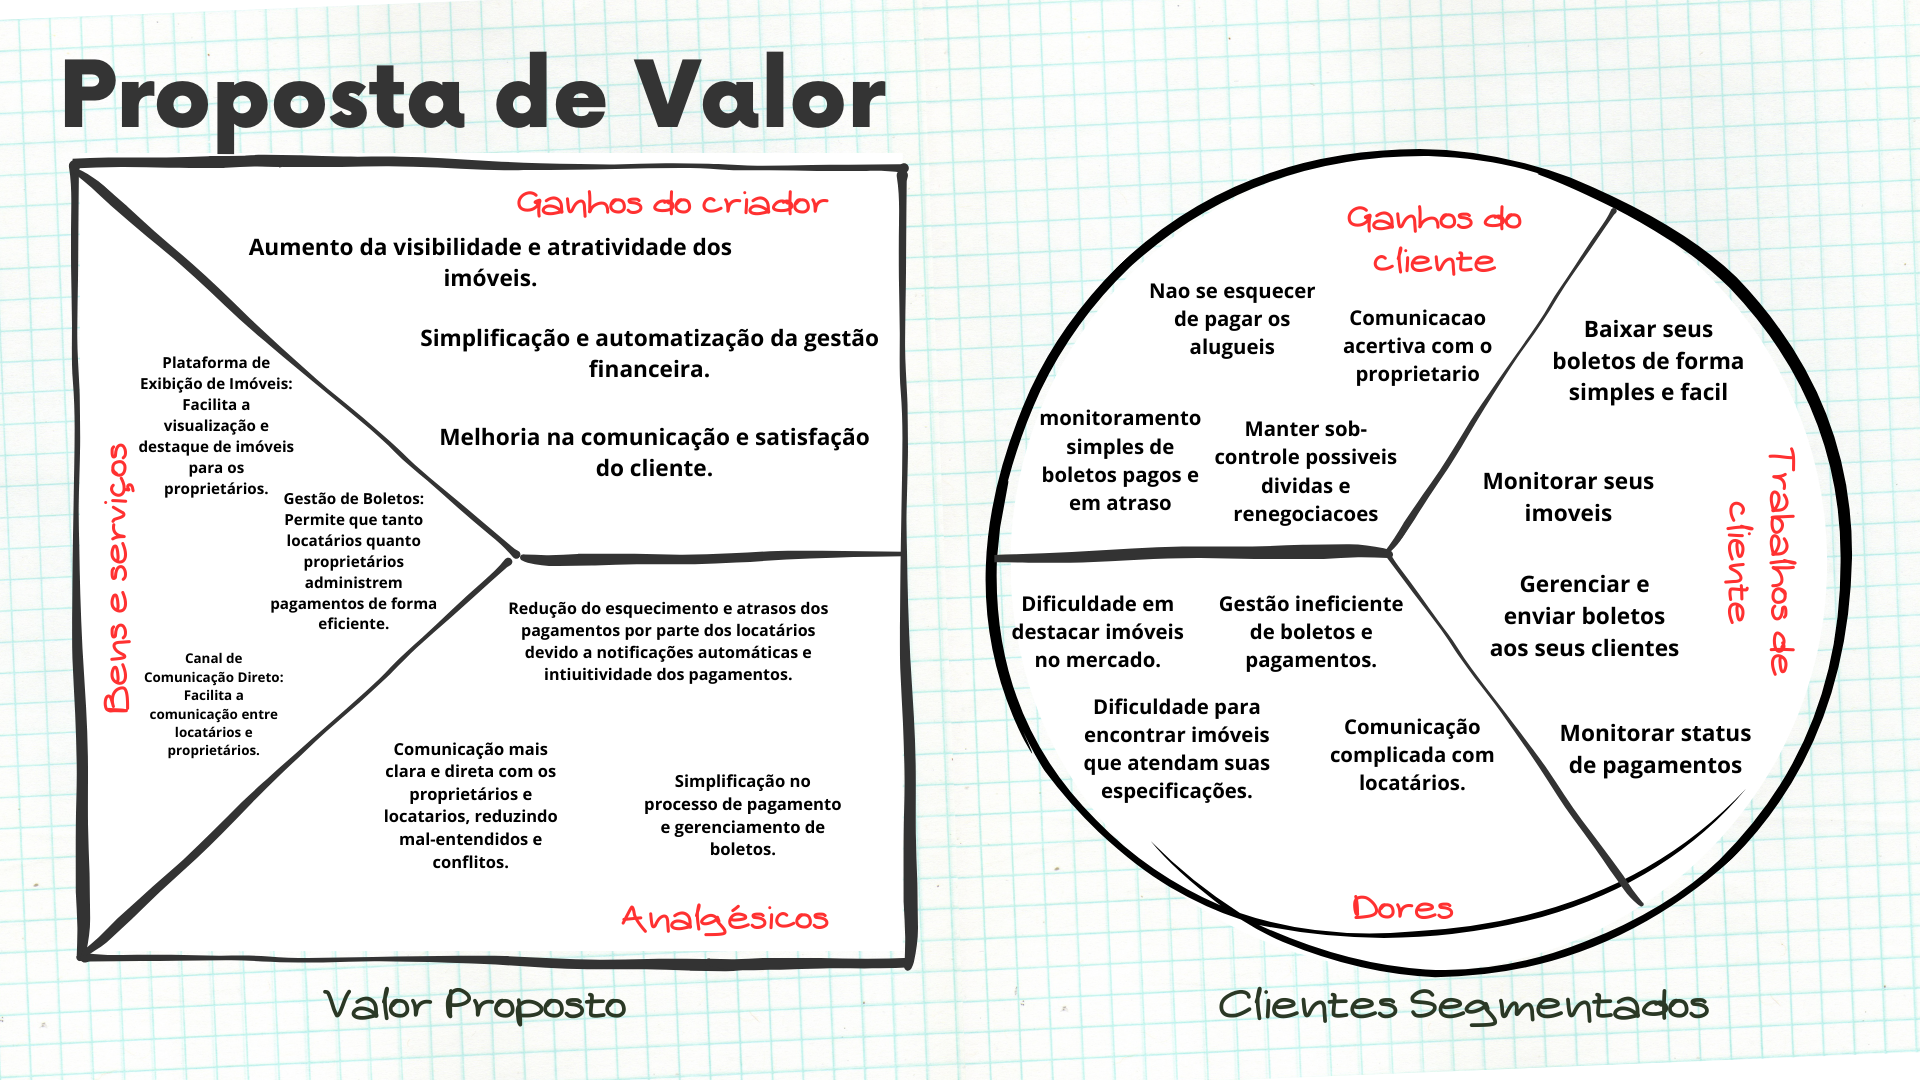 Proposta de Valor
Ganhos do criador
Aumento da visibilidade e atratividade dos
imóveis.
Simplificação e automatização da gestão
financeira.
Melhoria na comunicação e satisfação
do cliente.
Bens e serviços
Plataforma de
Exibição de Imóveis:
Facilita a
visualização e
destaque de imóveis
para os
proprietários.
Gestão de Boletos:
Permite que tanto
locatários quanto
proprietários
administrem
pagamentos de forma
eficiente.
Canal de
Comunicação Direto:
Facilita a
comunicação entre
locatários e
proprietários.
Redução do esquecimento e atrasos dos
pagamentos por parte dos locatários
devido a notificações automáticas e
intiuitividade dos pagamentos.
Comunicação mais
clara e direta com os
proprietários e
locatarios, reduzindo
mal-entendidos e
conflitos.
Simplificação no
processo de pagamento
e gerenciamento de
boletos.
Analgésicos
Valor Proposto
Ganhos do
cliente
Nao se esquecer
de pagar os
alugueis
Comunicacao
acertiva com o
proprietario
monitoramento
simples de
boletos pagos e
em atraso
Manter sob-
controle possiveis
dividas e
renegociacoes
Baixar seus
boletos de forma
simples e facil
Monitorar seus
imoveis
Gerenciar e
enviar boletos
aos seus clientes
Monitorar status
de pagamentos
Trabalhos de
cliente
Dificuldade em
destacar imóveis
no mercado.
Gestão ineficiente
de boletos e
pagamentos.
Dificuldade para
encontrar imóveis
que atendam suas
especificações.
Comunicação
complicada com
locatários.
Dores
Clientes Segmentados